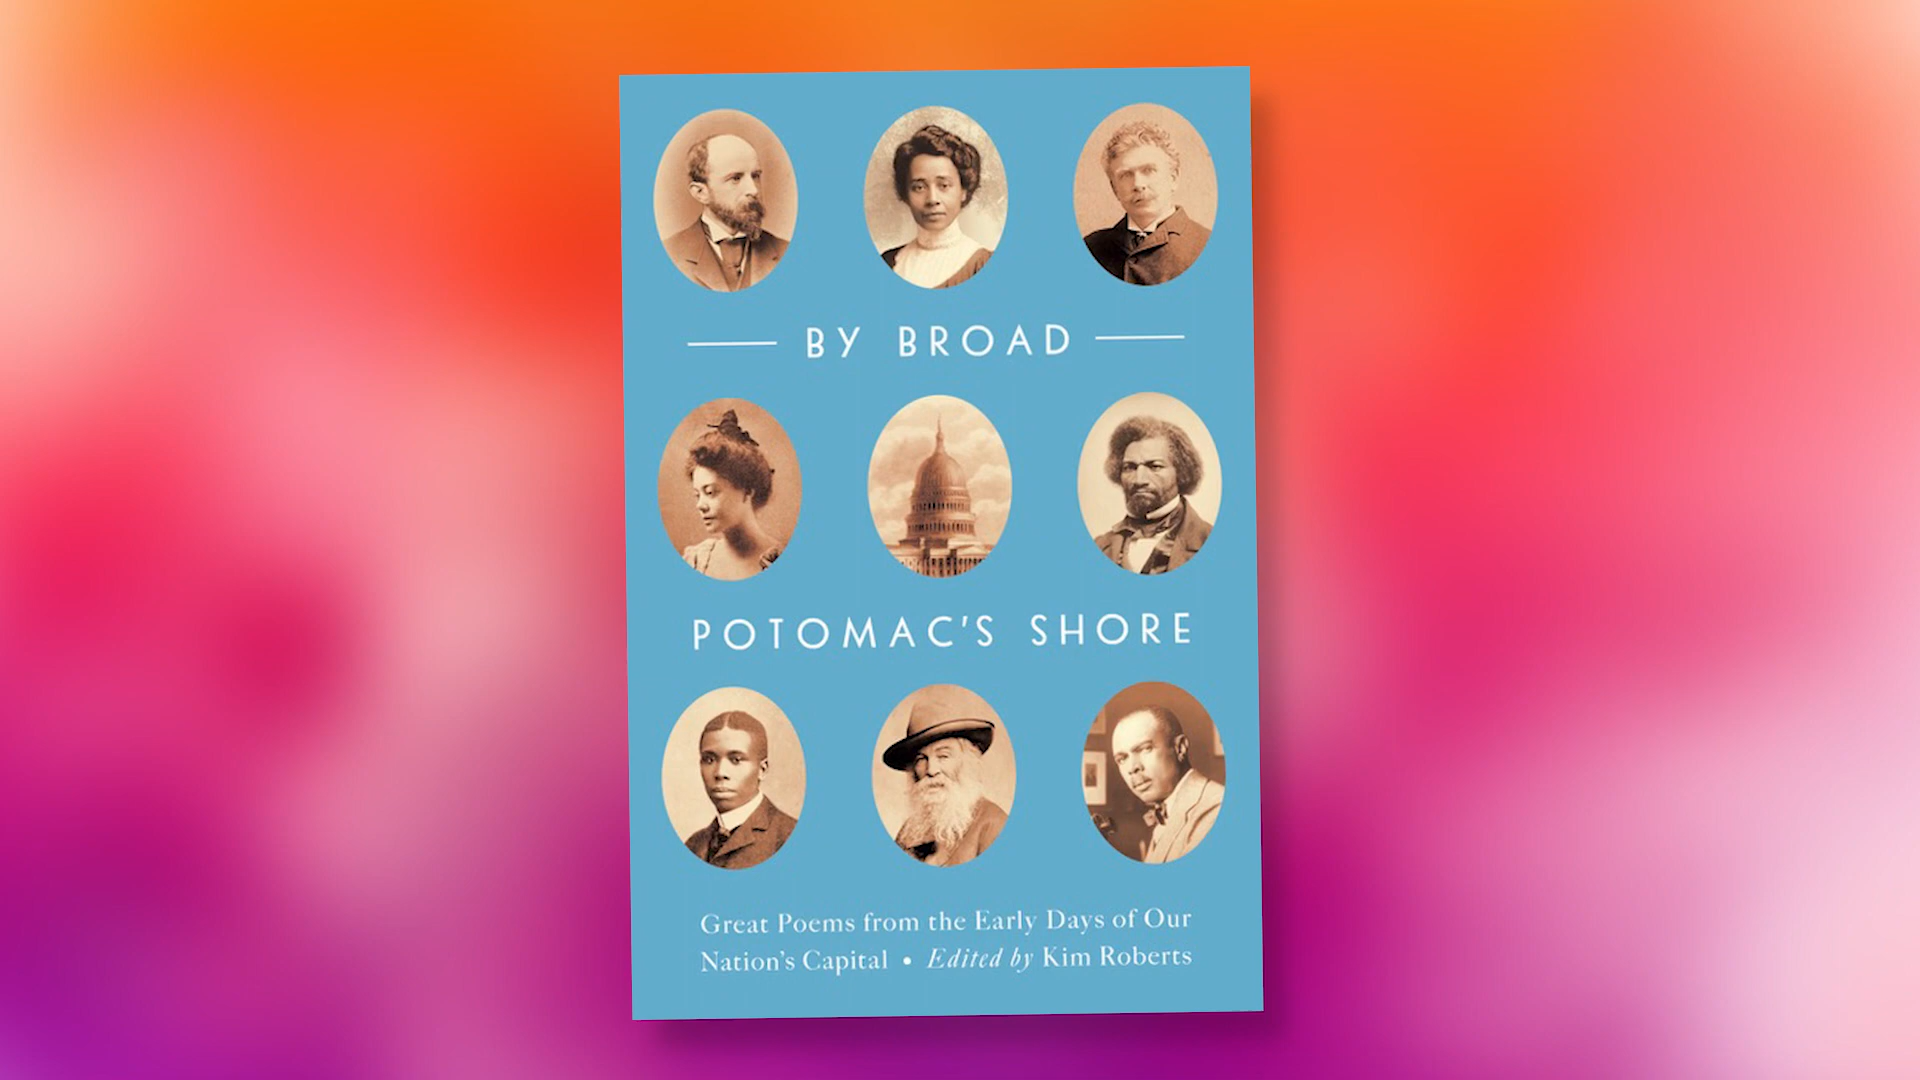 BY BROAD
POTOMAC'S SHORE
Great Poems from the Early Days of Our
Nation's Capital • Edited by Kim Roberts